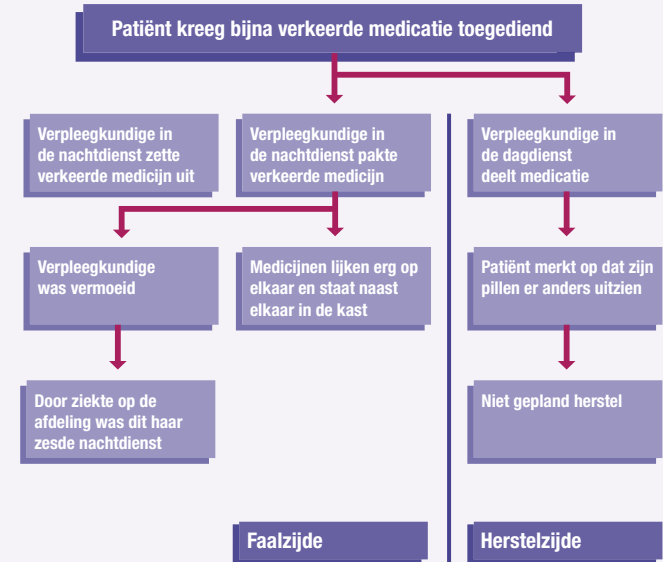 Patiënt kreeg bijna verkeerde medicatie toegediend
Verpleegkundige in
de nachtdienst zette
verkeerde medicijn uit
Verpleegkundige in
de nachtdienst pakte
verkeerde medicijn
Verpleegkundige in
de dagdienst
deelt medicatie
Verpleegkundige
was vermoeid
Medicijnen lijken erg op
elkaar en staat naast
elkaar in de kast
Patiënt merkt op dat zijn
pillen er anders uitzien
Door ziekte op de
afdeling was dit haar
zesde nachtdienst
Niet gepland herstel
Faalzijde
Herstelzijde